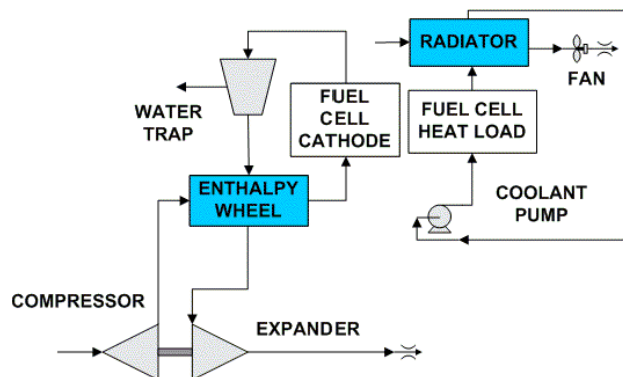 RADIATOR
FAN
WATER
TRAP
FUEL
CELL
CATHODE
FUEL CELL
HEAT LOAD
ENTHALPY
WHEEL
COOLANT
PUMP
COMPRESSOR
EXPANDER